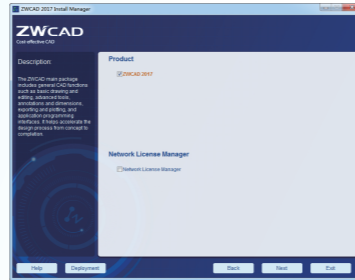 ZWCAD 2017 Install Manager
ZWCAD
Cost-effective CAD
Description:
The ZWCAD main package
includes general CAD functions
such as basic drawing and
editing, advanced tools,
annotations and dimensions,
exporting and plotting, and
application programming
interfaces. It helps accelerate the
design process from concept to
completion.
Product
ZWCAD 2017
Network License Manager
Network License Manager
Help
Deployment
Back
Next
Exit